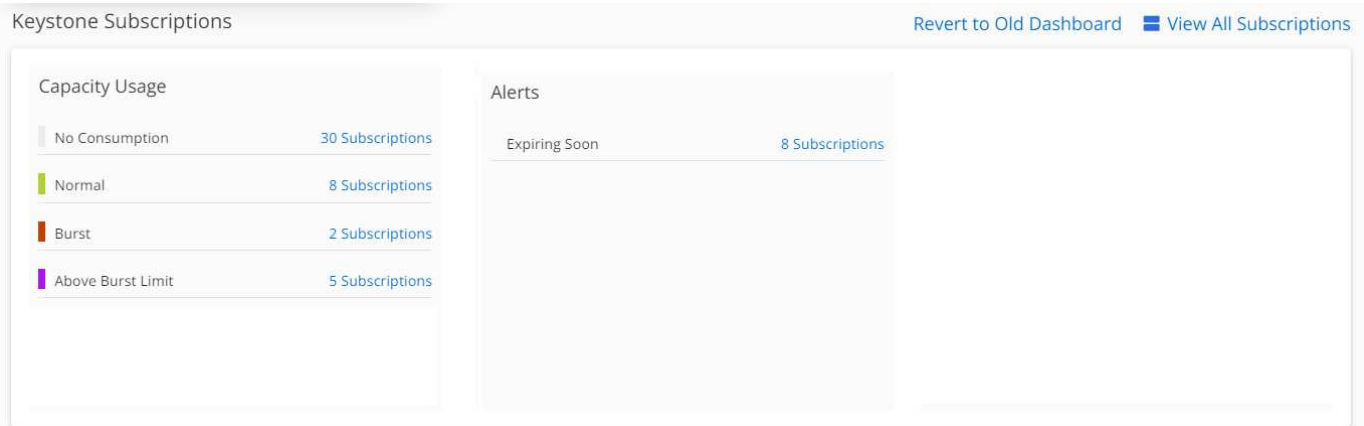 Keystone Subscriptions
Revert to Old Dashboard View All Subscriptions
Capacity Usage
No Consumption 30 Subscriptions
Normal 8 Subscriptions
Burst 2 Subscriptions
Above Burst Limit 5 Subscriptions
Alerts
Expiring Soon 8 Subscriptions